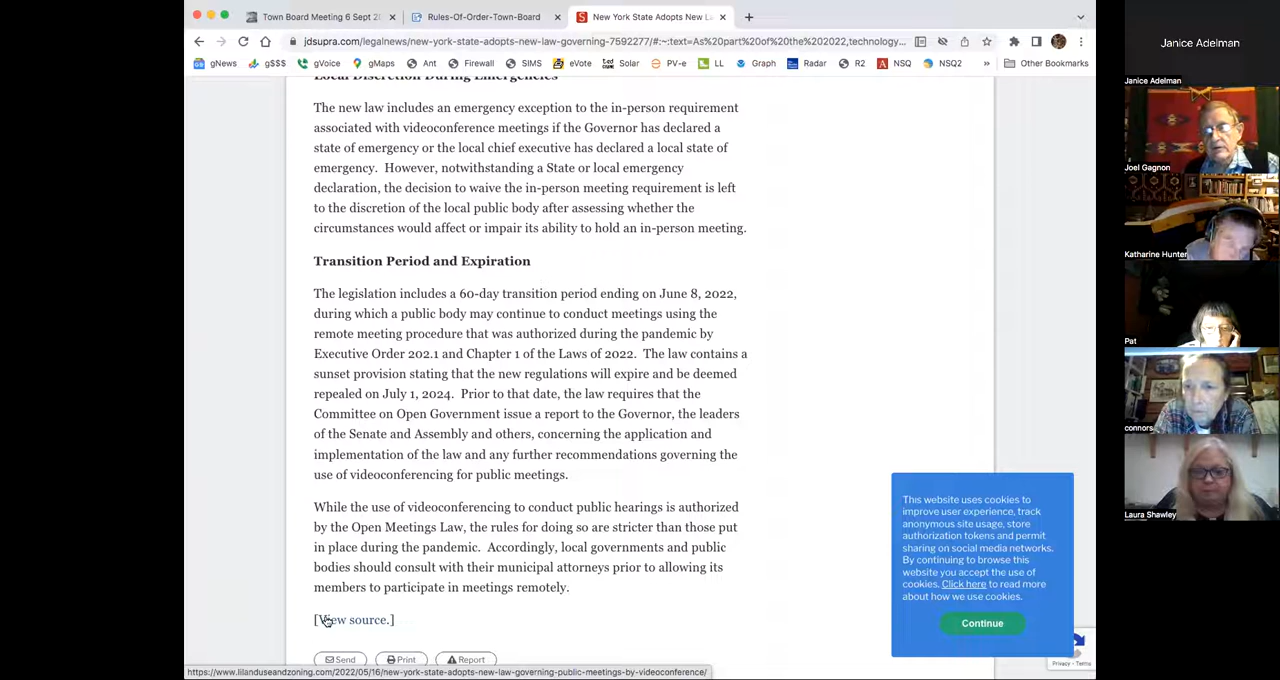 Town Board Meeting 6 Sept 2
Rules-Of-Order-Town-Board
New York State Adopts New L
jdsupra.com/legalnews/new-york-state-adopts-new-law-governing-7592277/#:~:text=As%20part%20of%20the%202022,technology...
gNews
g$$$
gVoice
gMaps
Ant
Firewall
SIMS
eVote
Solar
PV-e
LL
Graph
Radar
R2
NSQ
NSQ2
»
Other Bookmarks
Local Discretion During Emergencies
The new law includes an emergency exception to the in-person requirement
associated with videoconference meetings if the Governor has declared a
state of emergency or the local chief executive has declared a local state of
emergency.  However, notwithstanding a State or local emergency
declaration, the decision to waive the in-person meeting requirement is left
to the discretion of the local public body after assessing whether the
circumstances would affect or impair its ability to hold an in-person meeting.
Transition Period and Expiration
The legislation includes a 60-day transition period ending on June 8, 2022,
during which a public body may continue to conduct meetings using the
remote meeting procedure that was authorized during the pandemic by
Executive Order 202.1 and Chapter 1 of the Laws of 2022.  The law contains a
sunset provision stating that the new regulations will expire and be deemed
repealed on July 1, 2024.  Prior to that date, the law requires that the
Committee on Open Government issue a report to the Governor, the leaders
of the Senate and Assembly and others, concerning the application and
implementation of the law and any further recommendations governing the
use of videoconferencing for public meetings.
While the use of videoconferencing to conduct public hearings is authorized
by the Open Meetings Law, the rules for doing so are stricter than those put
in place during the pandemic.  Accordingly, local governments and public
bodies should consult with their municipal attorneys prior to allowing its
members to participate in meetings remotely.
[View source.]
Send
Print
Report
https://www.lilanduseandzoning.com/2022/05/16/new-york-state-adopts-new-law-governing-public-meetings-by-videoconference/
This website uses cookies to
improve user experience, track
anonymous site usage, store
authorization tokens and permit
sharing on social media networks.
By continuing to browse this
website you accept the use of
cookies. Click here to read more
about how we use cookies.
Continue
Privacy - Terms
Janice Adelman
Janice Adelman
Joel Gagnon
Katharine Hunter
Pat
connors
Laura Shawley